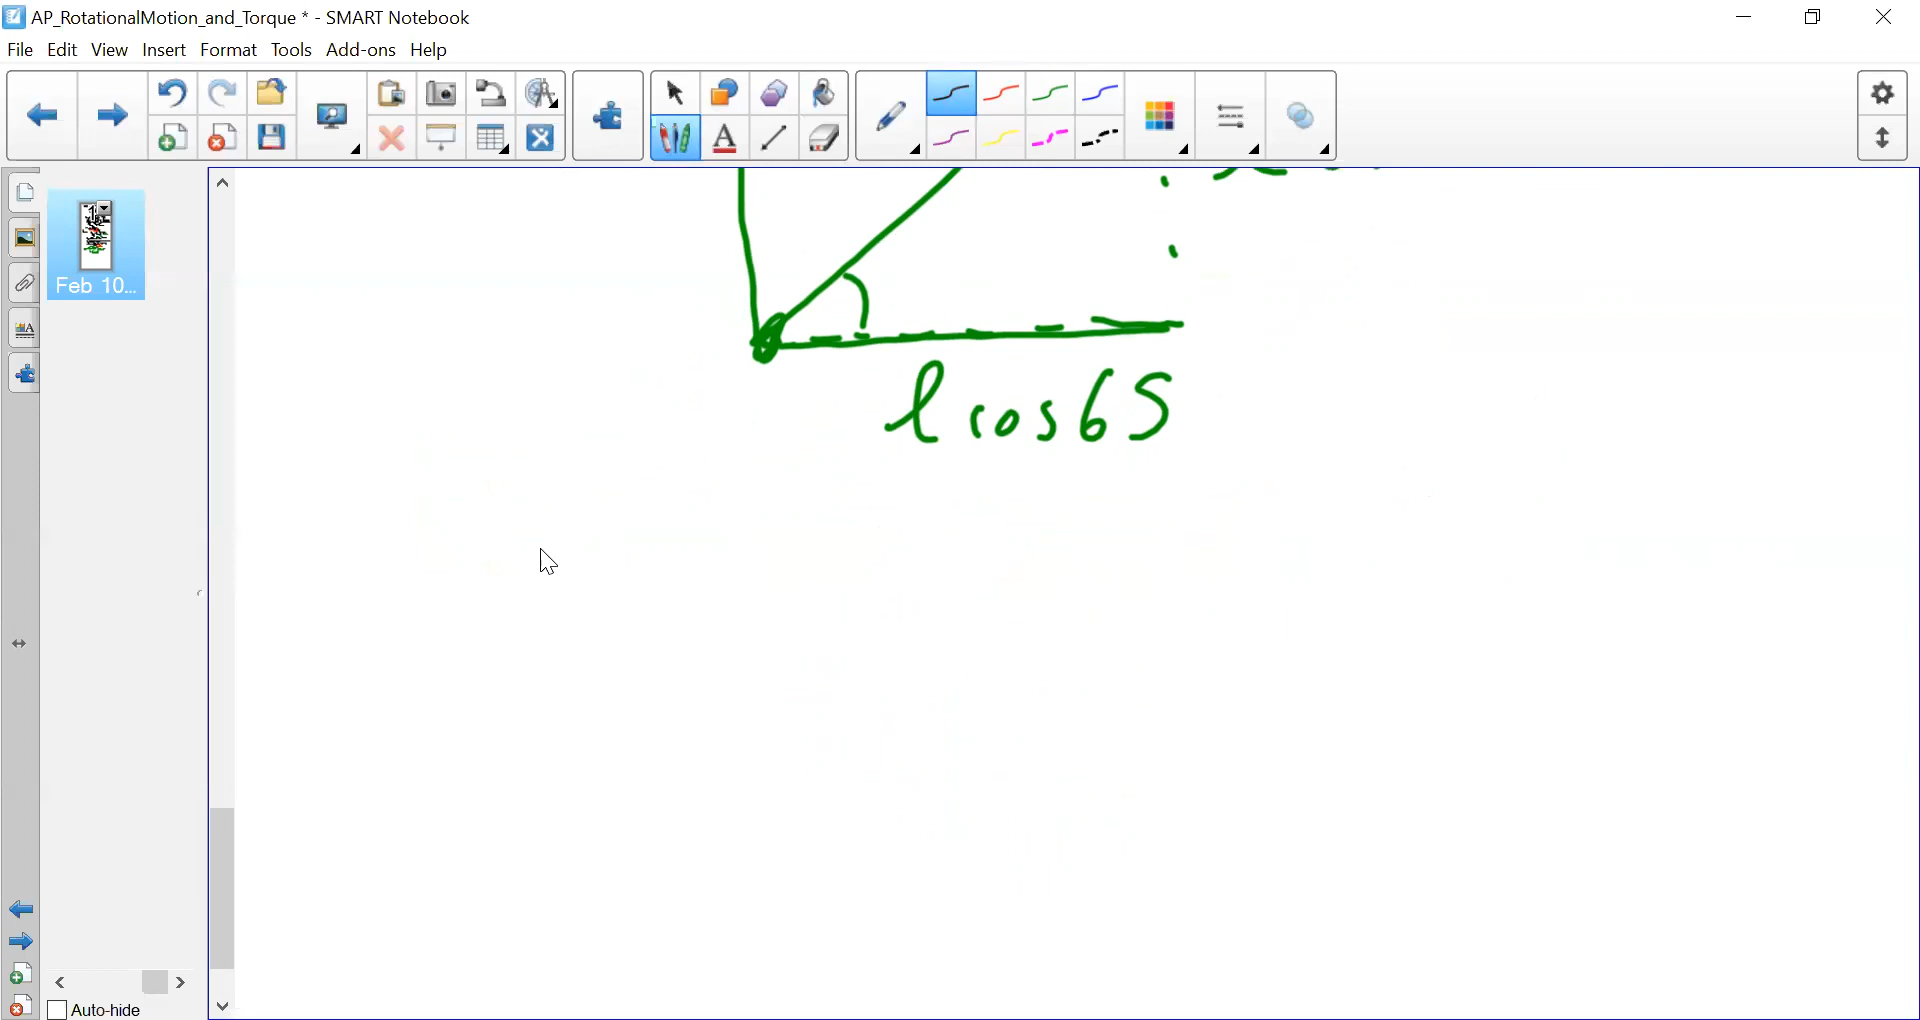 AP_RotationalMotion_and_Torque * - SMART Notebook
File Edit View Insert Format Tools Add-ons Help
Feb 10...
l cos 65
Auto-hide